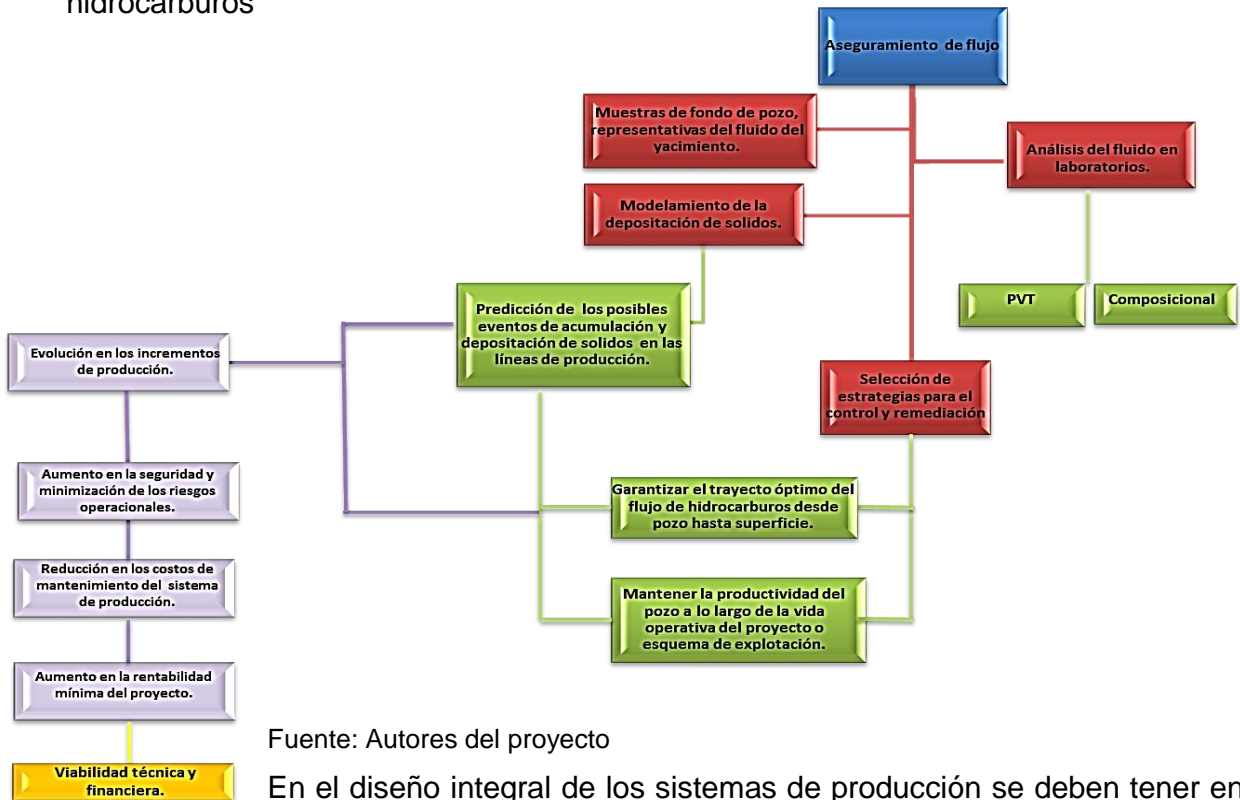 hidrocarburos
Aseguramiento de flujo
Muestras de fondo de pozo,
representativas del fluido del
yacimiento.
Análisis del fluido en
laboratorios.
Modelamiento de la
depositación de solidos.
PVT
Composicional
Predicción de los posibles
eventos de acumulación y
depositación de solidos en las
líneas de producción.
Evolución en los incrementos
de producción.
Selección de
estrategias para el
control y remediación
Aumento en la seguridad y
minimización de los riesgos
operacionales.
Garantizar el trayecto óptimo del
flujo de hidrocarburos desde
pozo hasta superficie.
Reducción en los costos de
mantenimiento del sistema
de producción.
Mantener la productividad del
pozo a lo largo de la vida
operativa del proyecto o
esquema de explotación.
Aumento en la rentabilidad
mínima del proyecto.
Viabilidad técnica y
financiera.
Fuente: Autores del proyecto
En el diseño integral de los sistemas de producción se deben tener en